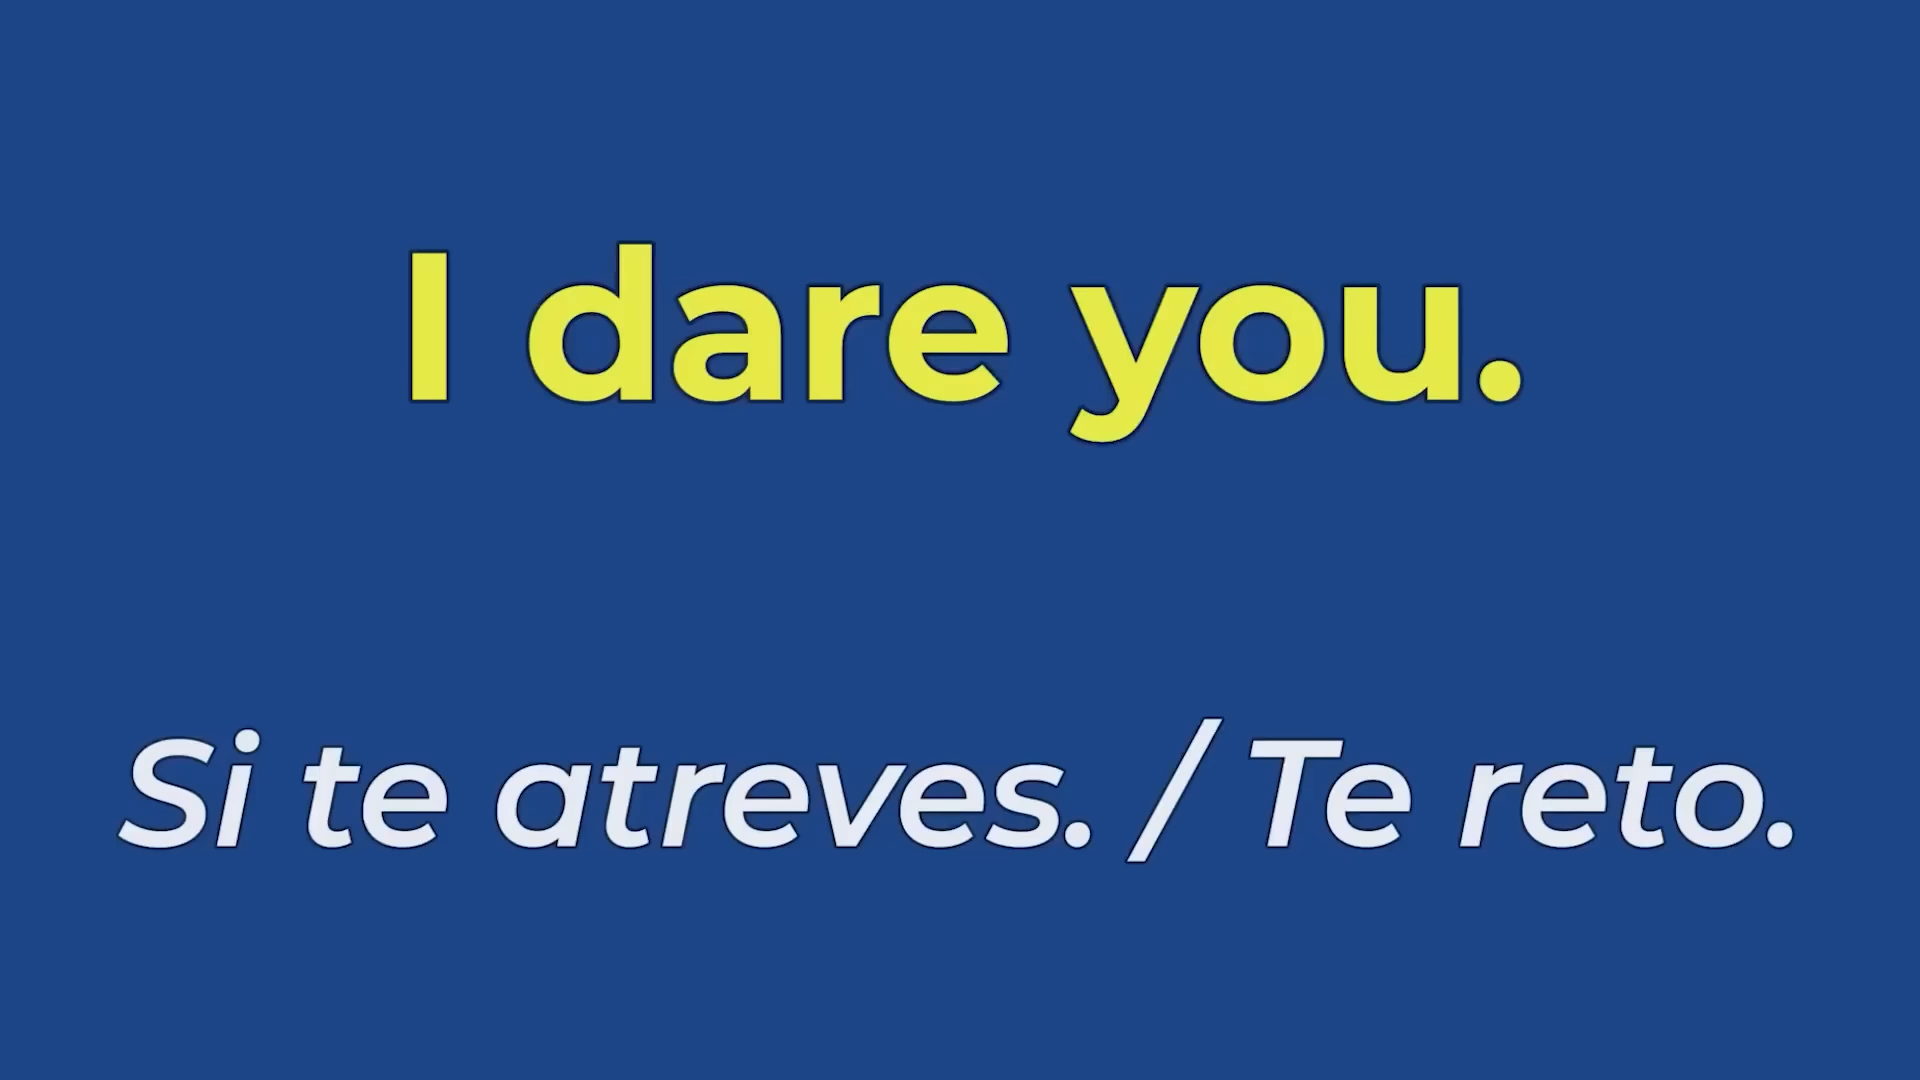 I dare you.
Si te atreves. / Te reto.